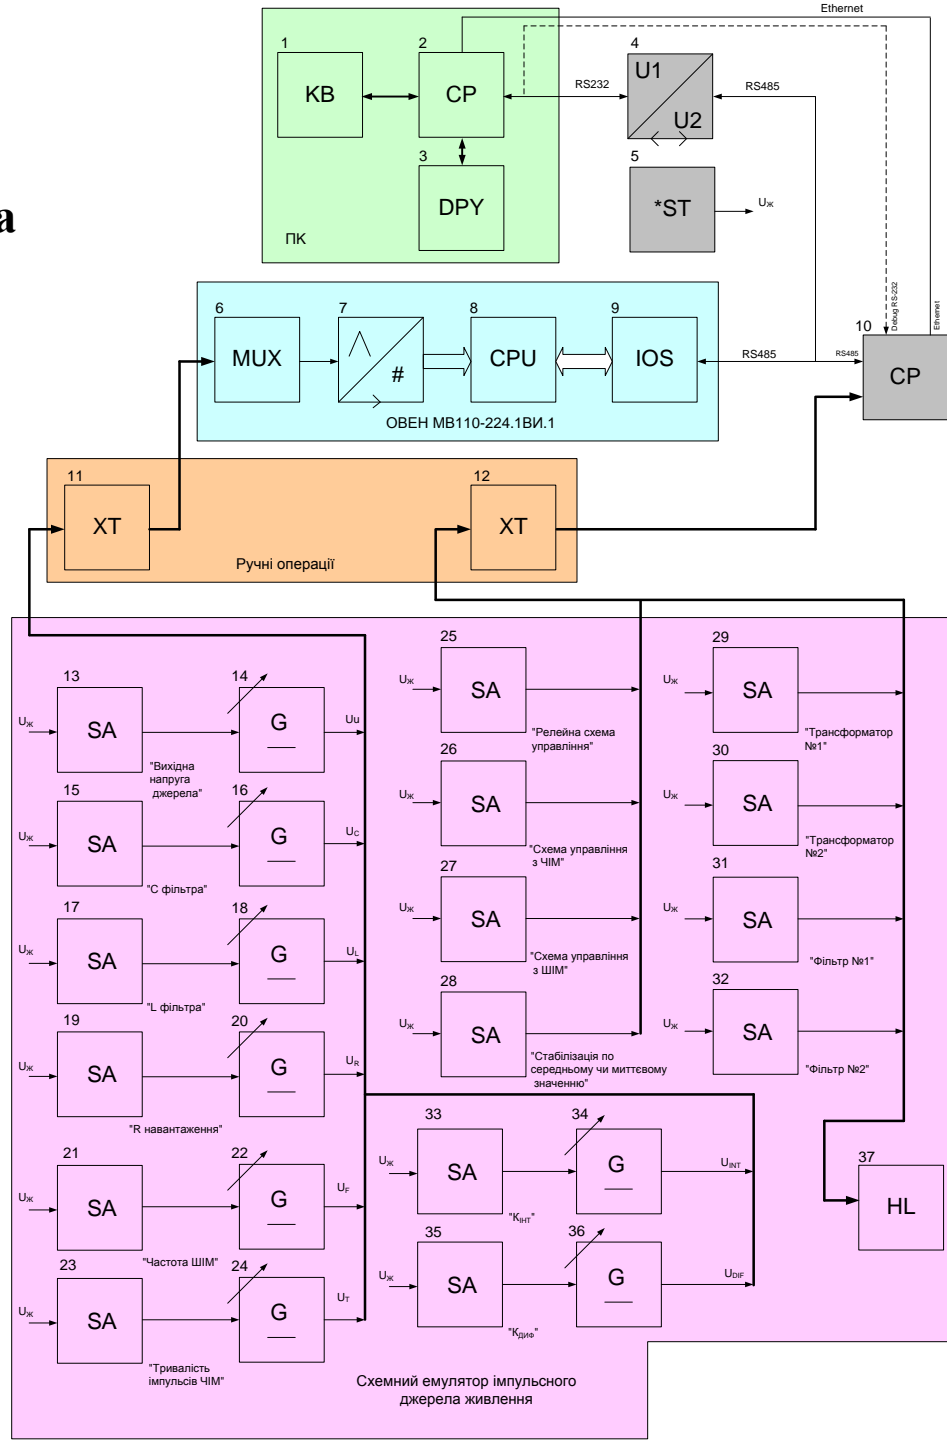 Ethernet
1
KB
2
CP
3
DPY
ПК
RS232
4
U1
U2
RS485
5
*ST
Uж
а
Debug RS-232
Ethernet
6
MUX
7
#
8
CPU
9
IOS
RS485
RS485
10
CP
ОВЕН МВ110-224.1ВИ.1
11
XT
12
XT
Ручні операції
13
Uж
SA
"Вихідна
напруга
джерела"
14
G
Uu
15
Uж
SA
"С фільтра"
16
G
UC
17
Uж
SA
"L фільтра"
18
G
UL
19
Uж
SA
"R навантаження"
20
G
UR
21
Uж
SA
"Частота ШІМ"
22
G
UF
23
Uж
SA
"Тривалість
імпульсів ЧІМ"
24
G
UT
25
Uж
SA
"Релейна схема
управління"
26
Uж
SA
"Схема управління
з ЧІМ"
27
Uж
SA
"Схема управління
з ШІМ"
28
Uж
SA
"Стабілізація по
середньому чи миттєвому
значенню"
29
Uж
SA
"Трансформатор
№1"
30
Uж
SA
"Трансформатор
№2"
31
Uж
SA
"Фільтр №1"
32
Uж
SA
"Фільтр №2"
33
Uж
SA
"КІНТ"
34
G
UINT
35
Uж
SA
"КДИФ"
36
G
UDIF
37
HL
Схемний емулятор імпульсного
джерела живлення